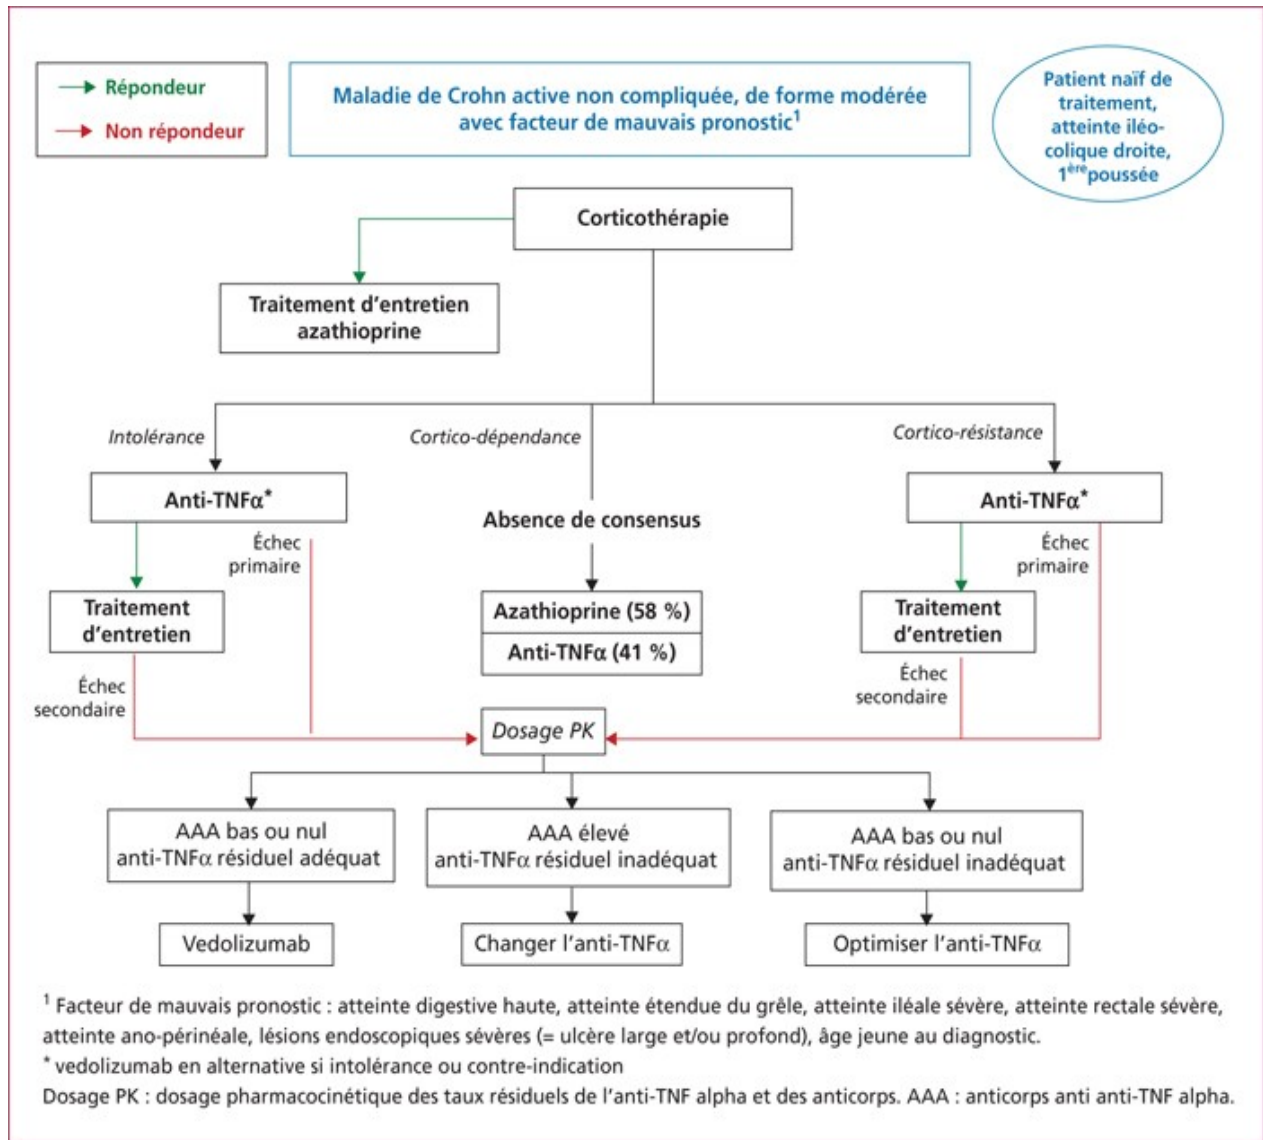 Répondeur
Non répondeur
Maladie de Crohn active non compliquée, de forme modérée
avec facteur de mauvais pronostic¹
Patient naïf de
traitement,
atteinte iléo-
colique droite,
1ère poussée
Corticothérapie
Traitement d’entretien
azathioprine
Intolérance
Cortico-dépendance
Cortico-résistance
Anti-TNFα*
Absence de consensus
Anti-TNFα*
Échec
primaire
Échec
primaire
Traitement
d’entretien
Azathioprine (58 %)
Anti-TNFα (41 %)
Traitement
d’entretien
Échec
secondaire
Échec
secondaire
Dosage PK
AAA bas ou nul
anti-TNFα résiduel adéquat
AAA élevé
anti-TNFα résiduel inadéquat
AAA bas ou nul
anti-TNFα résiduel inadéquat
Vedolizumab
Changer l’anti-TNFα
Optimiser l’anti-TNFα
¹ Facteur de mauvais pronostic : atteinte digestive haute, atteinte étendue du grêle, atteinte iléale sévère, atteinte rectale sévère,
atteinte ano-périnéale, lésions endoscopiques sévères (= ulcère large et/ou profond), âge jeune au diagnostic.
* vedolizumab en alternative si intolérance ou contre-indication
Dosage PK : dosage pharmacocinétique des taux résiduels de l’anti-TNF alpha et des anticorps. AAA : anticorps anti anti-TNF alpha.